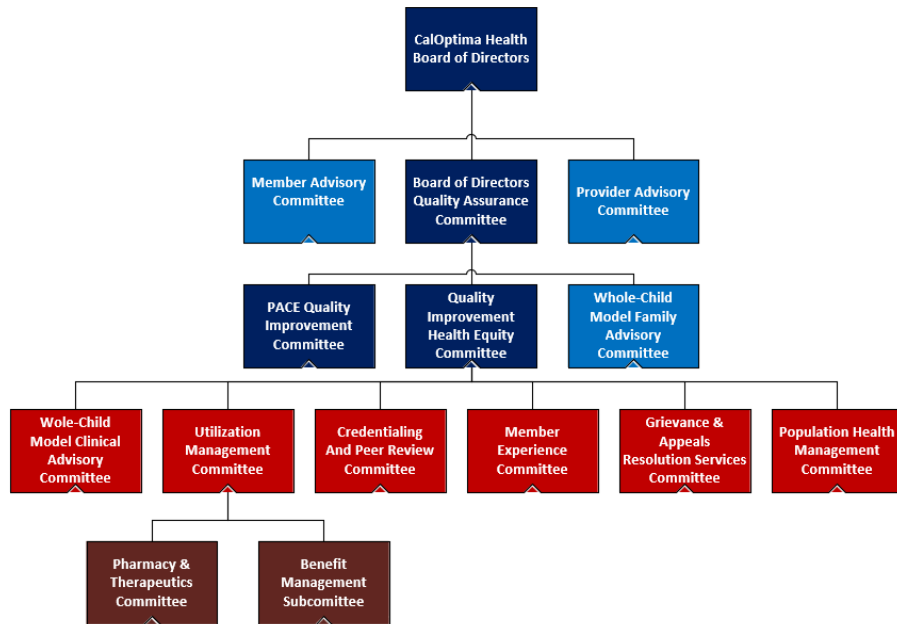 CalOptima Health
Board of Directors
Member Advisory
Committee
Board of Directors
Quality Assurance
Committee
Provider Advisory
Committee
PACE Quality
Improvement
Committee
Quality
Improvement
Health Equity
Committee
Whole-Child
Model Family
Advisory
Committee
Wole-Child
Model Clinical
Advisory
Committee
Utilization
Management
Committee
Credentialing
And Peer Review
Committee
Member
Experience
Committee
Grievance &
Appeals
Resolution Services
Committee
Population Health
Management
Committee
Pharmacy &
Therapeutics
Committee
Benefit
Management
Subcomittee